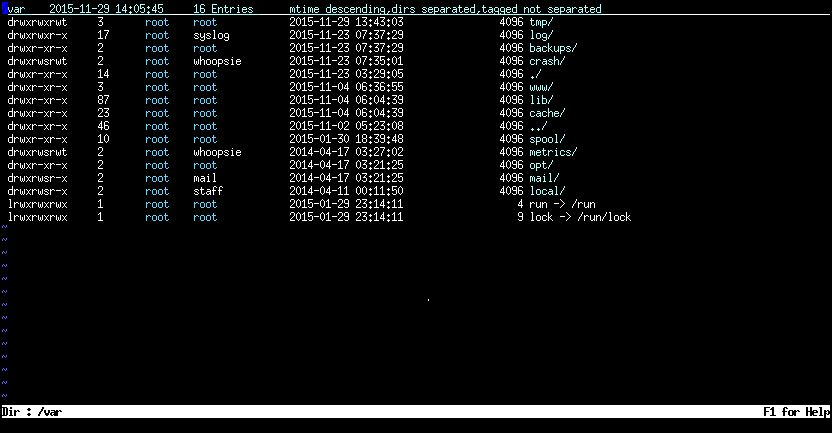 var 2015-11-29 14:05:45 16 Entries mtime descending,dirs separated,tagged not separated
drwxrwxrwt 3 root root 2015-11-29 13:43:03 4096 tmp/
drwxrwxr-x 17 root syslog 2015-11-23 07:37:29 4096 log/
drwxr-xr-x 2 root root 2015-11-23 07:37:29 4096 backups/
drwxrwsrwt 2 root whoopsie 2015-11-23 07:35:01 4096 crash/
drwxr-xr-x 14 root root 2015-11-23 03:29:05 4096 ./
drwxr-xr-x 3 root root 2015-11-04 06:36:55 4096 www/
drwxr-xr-x 87 root root 2015-11-04 06:04:39 4096 lib/
drwxr-xr-x 23 root root 2015-11-04 06:04:39 4096 cache/
drwxr-xr-x 46 root root 2015-11-02 05:23:08 4096 ../
drwxr-xr-x 10 root root 2015-01-30 18:39:48 4096 spool/
drwxrwsrwt 2 root whoopsie 2014-04-17 03:27:02 4096 metrics/
drwxr-xr-x 2 root root 2014-04-17 03:21:25 4096 opt/
drwxrwsr-x 2 root mail 2014-04-17 03:21:25 4096 mail/
drwxrwsr-x 2 root staff 2014-04-11 00:11:50 4096 local/
lrwxrwxrwx 1 root root 2015-01-29 23:14:11 4 run -> /run
lrwxrwxrwx 1 root root 2015-01-29 23:14:11 9 lock -> /run/lock
~
~
~
~
~
~
~
~
~
~
~
~
~
~
Dir : /var F1 for Help